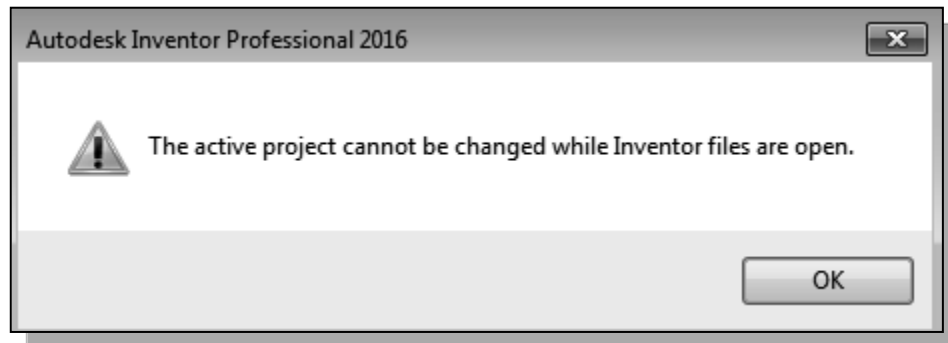 Autodesk Inventor Professional 2016
The active project cannot be changed while Inventor files are open.
OK